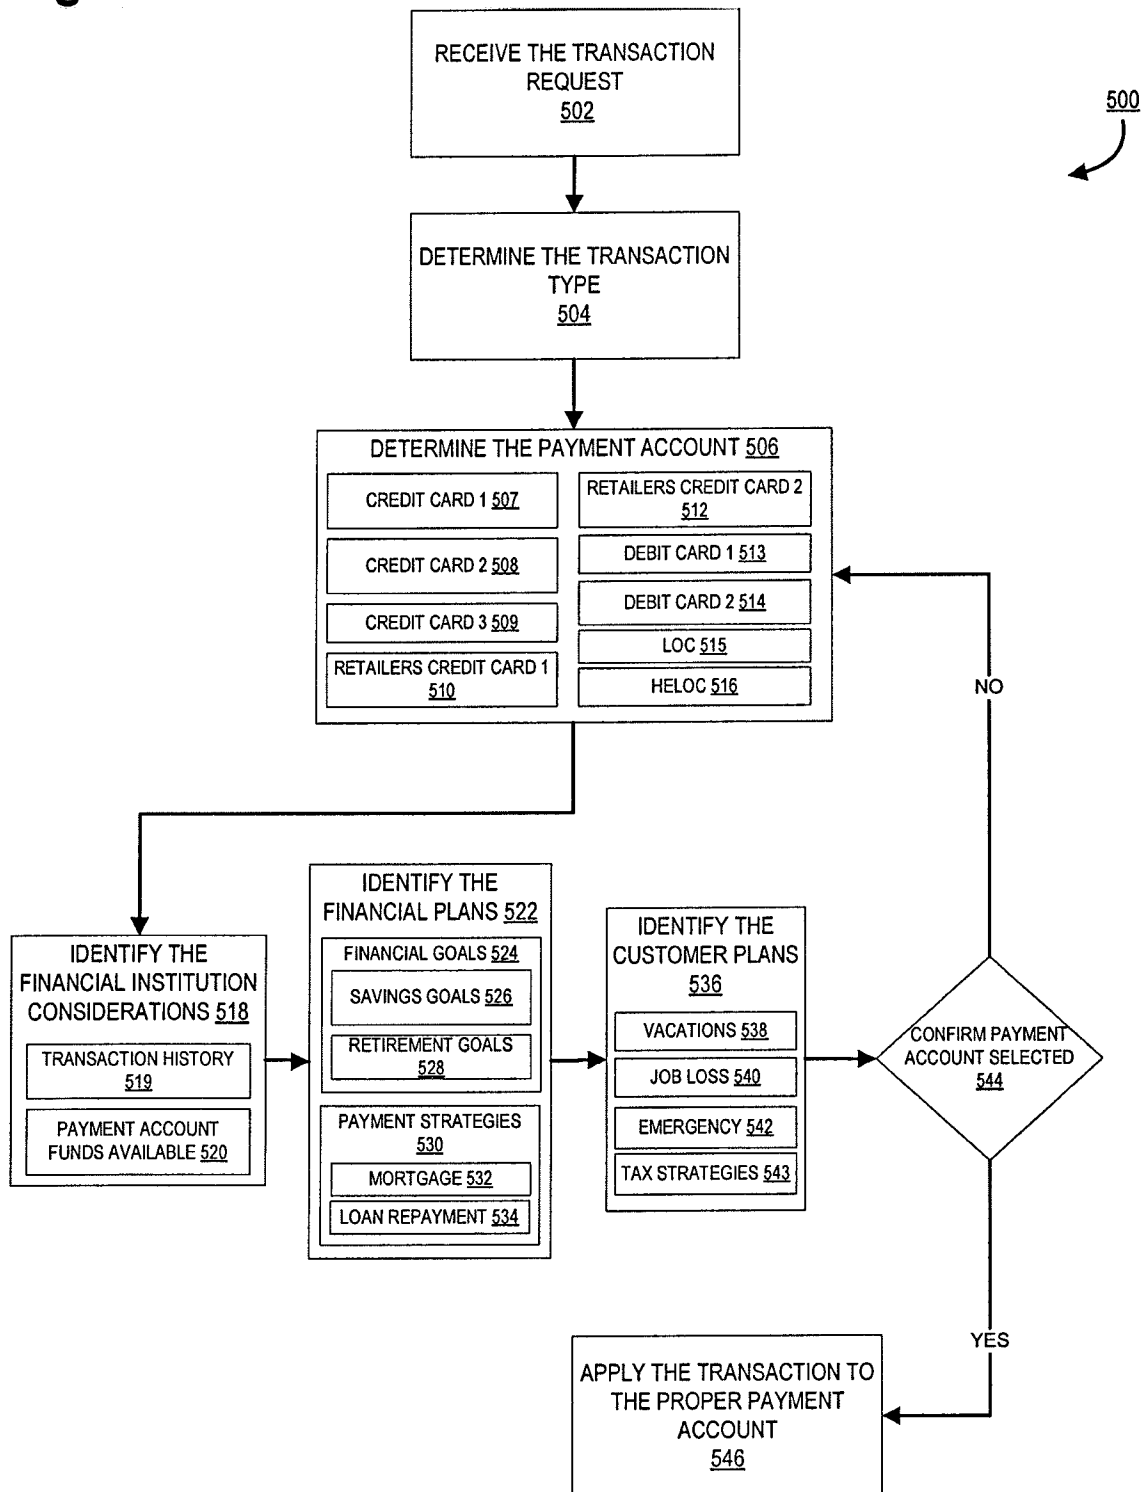 RECEIVE THE TRANSACTION
REQUEST
502
500
DETERMINE THE TRANSACTION
TYPE
504
DETERMINE THE PAYMENT ACCOUNT 506
CREDIT CARD 1 507
CREDIT CARD 2 508
CREDIT CARD 3 509
RETAILERS CREDIT CARD 1
510
RETAILERS CREDIT CARD 2
512
DEBIT CARD 1 513
DEBIT CARD 2 514
LOC 515
HELOC 516
NO
IDENTIFY THE
FINANCIAL INSTITUTION
CONSIDERATIONS 518
TRANSACTION HISTORY
519
PAYMENT ACCOUNT
FUNDS AVAILABLE 520
IDENTIFY THE
FINANCIAL PLANS 522
FINANCIAL GOALS 524
SAVINGS GOALS 526
RETIREMENT GOALS
528
PAYMENT STRATEGIES
530
MORTGAGE 532
LOAN REPAYMENT 534
IDENTIFY THE
CUSTOMER PLANS
536
VACATIONS 538
JOB LOSS 540
EMERGENCY 542
TAX STRATEGIES 543
CONFIRM PAYMENT
ACCOUNT SELECTED
544
YES
APPLY THE TRANSACTION TO
THE PROPER PAYMENT
ACCOUNT
546